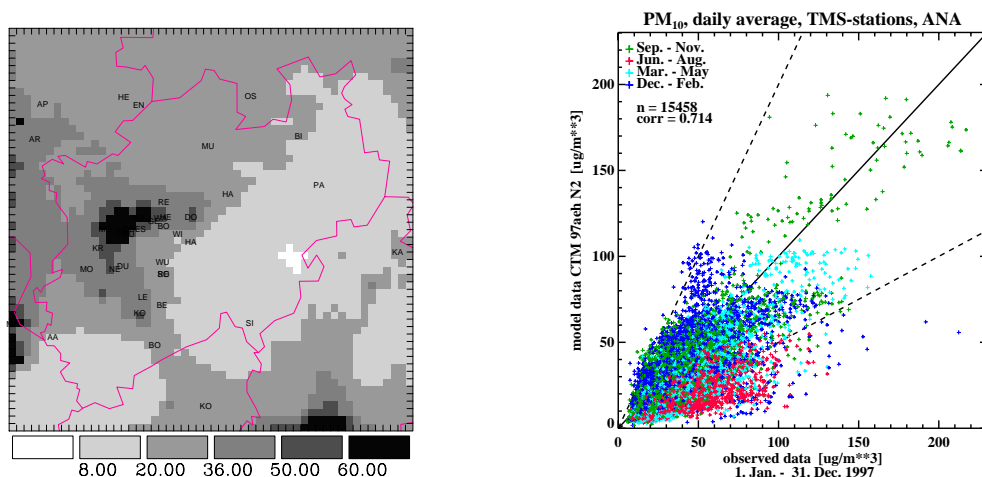 AP
HE
EN
OS
AR
MU
BI
PA
HA
RE
HE
DO
BO
WI
HA
KR
KA
MO
NE
DU
WU
LE
BE
KO
SI
AA
BO
KO
8.00 20.00 36.00 50.00 60.00
PM10, daily average, TMS-stations, ANA
Sep. - Nov.
Jun. - Aug.
Mar. - May
Dec. - Feb.
n = 15458
corr = 0.714
model data CTM 97aeh N2 [ug/m**3]
200
150
100
50
0
0 50 100 150 200
observed data [ug/m**3]
1. Jan. - 31. Dec. 1997